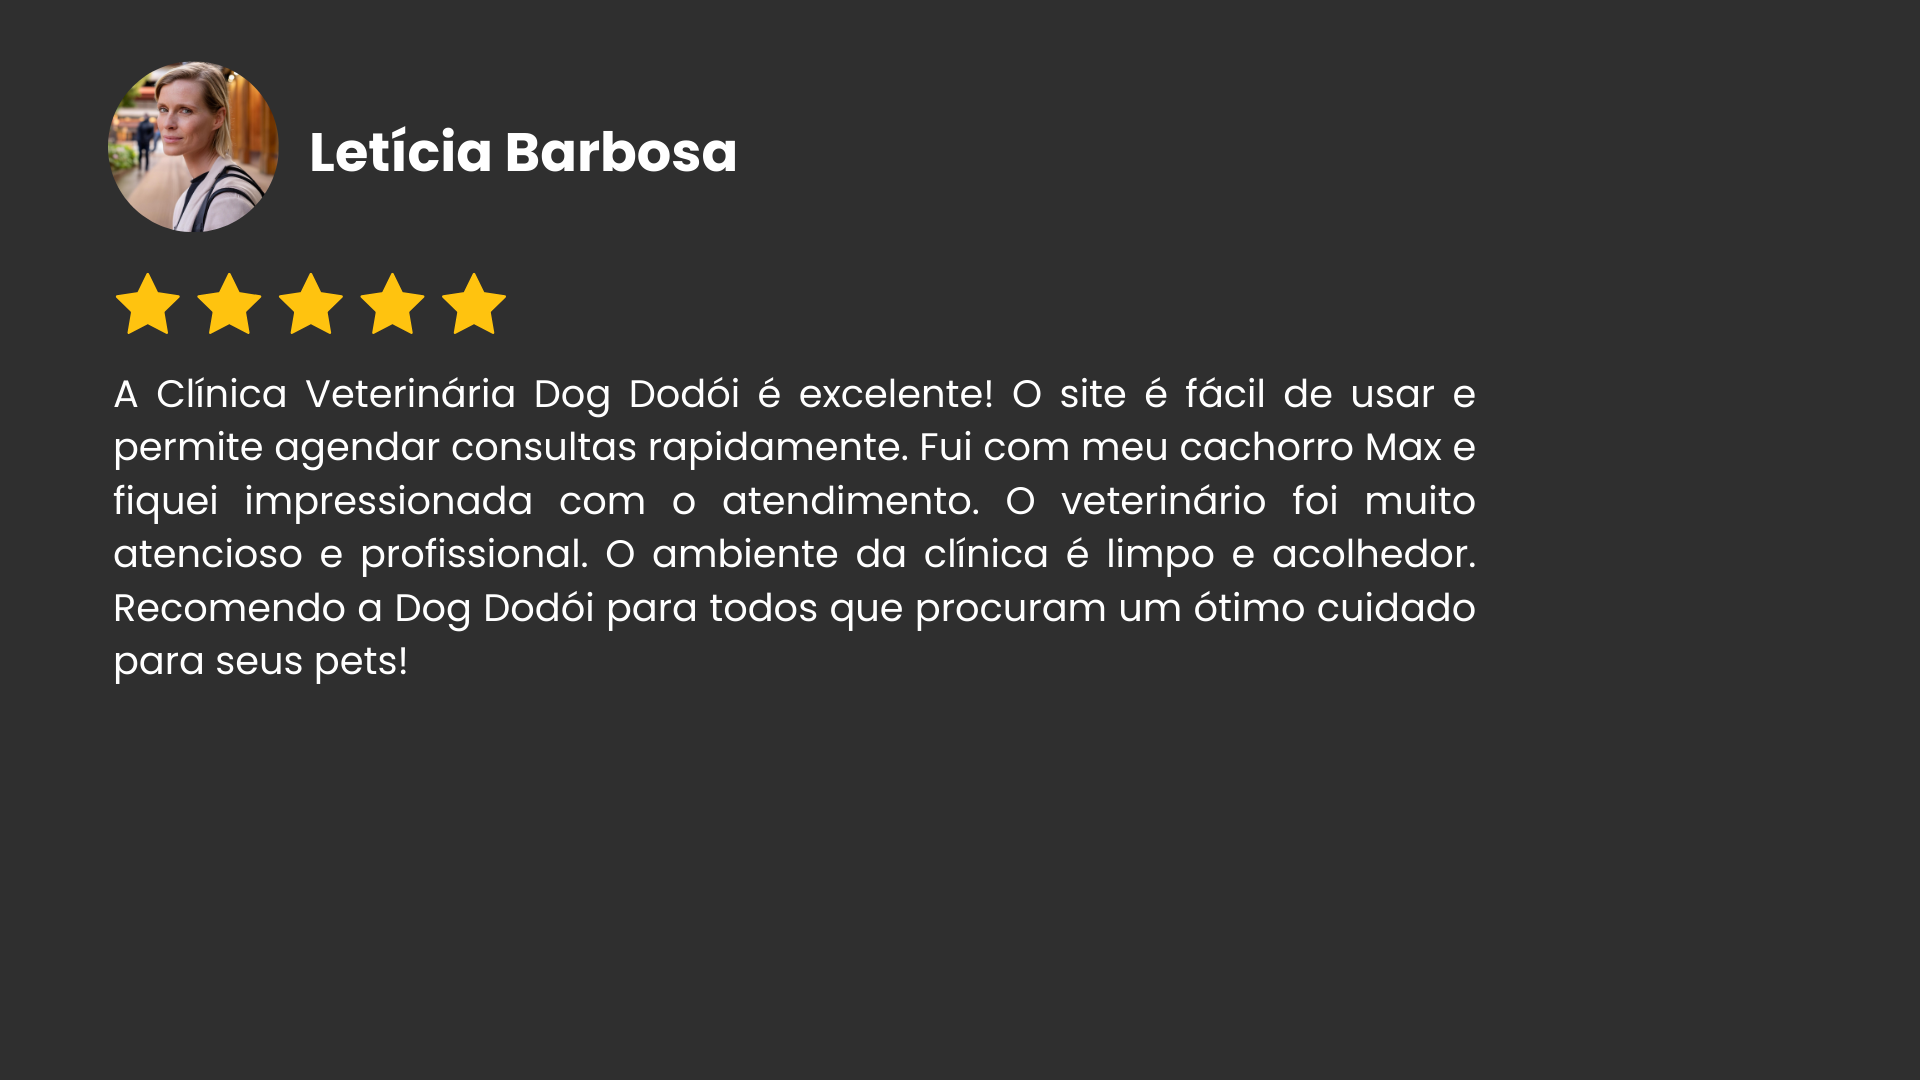 Letícia Barbosa
A Clínica Veterinária Dog Dodói é excelente! O site é fácil de usar e
permite agendar consultas rapidamente. Fui com meu cachorro Max e
fiquei impressionada com o atendimento. O veterinário foi muito
atencioso e profissional. O ambiente da clínica é limpo e acolhedor.
Recomendo a Dog Dodói para todos que procuram um ótimo cuidado
para seus pets!